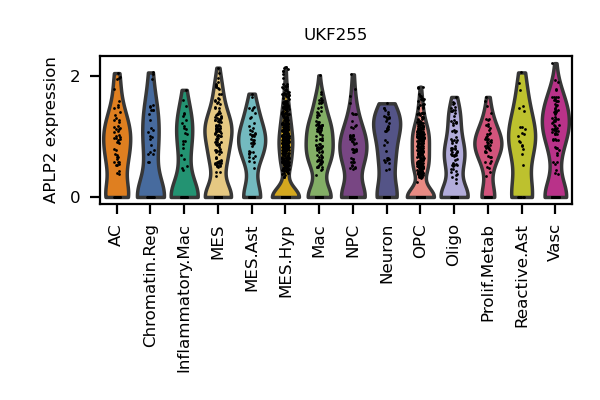 UKF255
APLP2 expression
2
0
AC
Chromatin.Reg
Inflammatory.Mac
MES
MES.Ast
MES.Hyp
Mac
NPC
Neuron
OPC
Oligo
Prolif.Metab
Reactive.Ast
Vasc